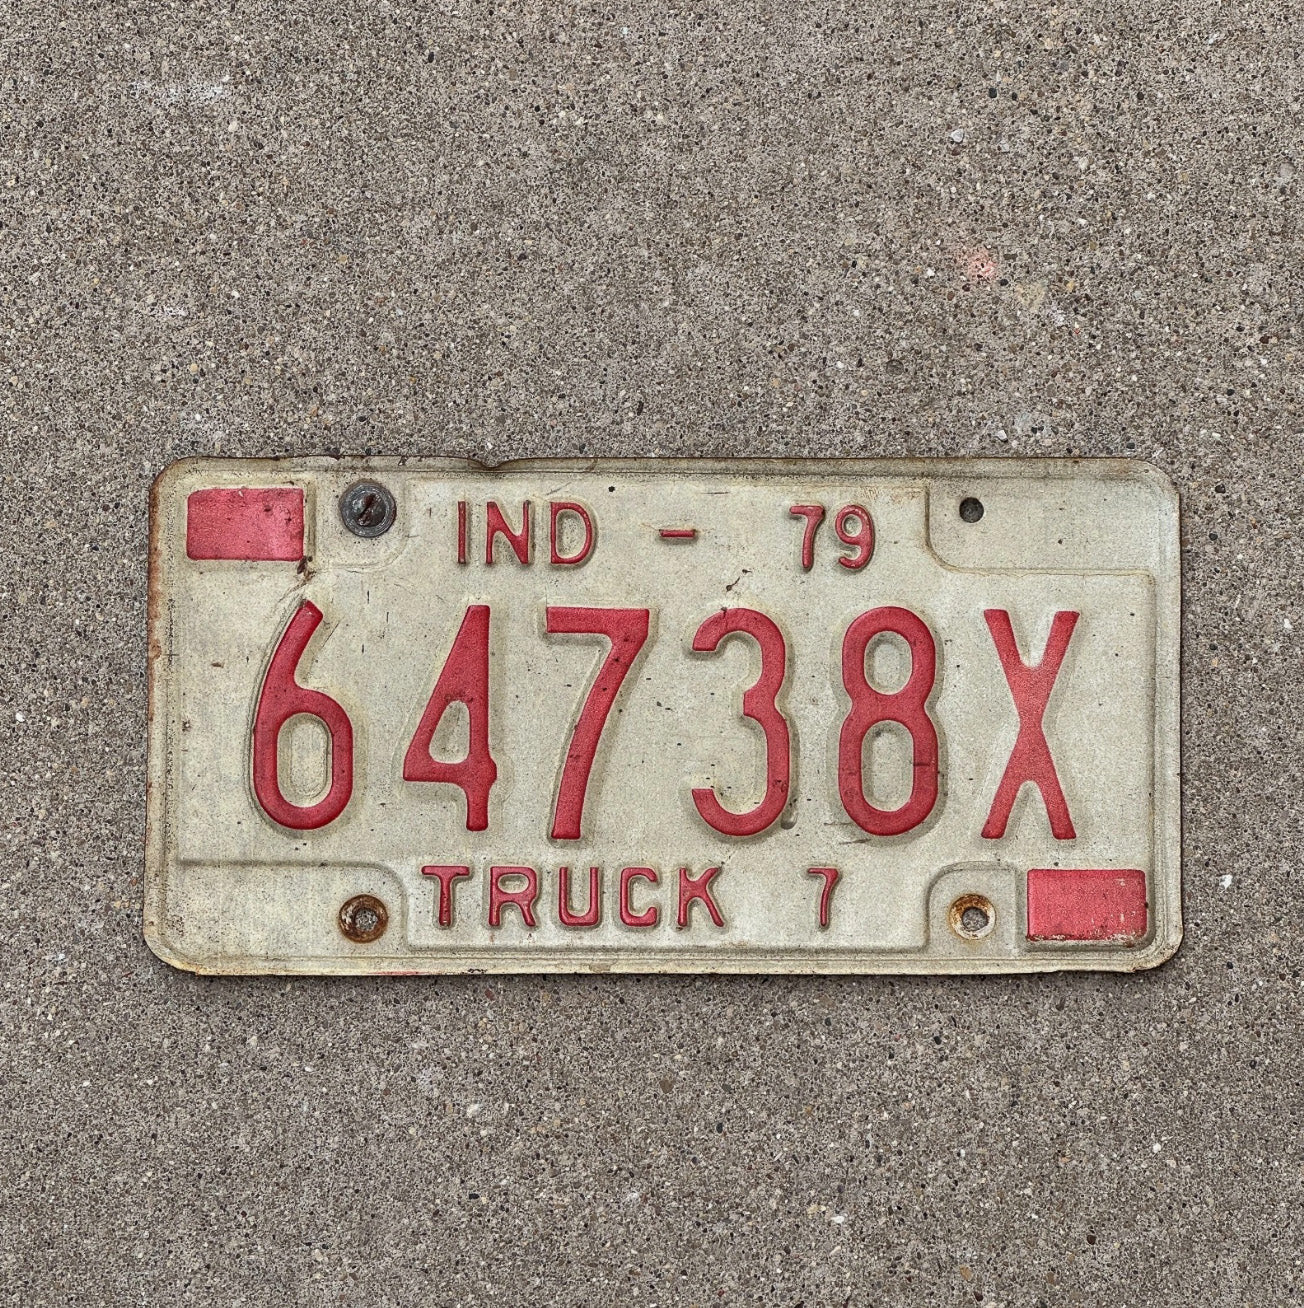 IND - 79
64738X
TRUCK 7